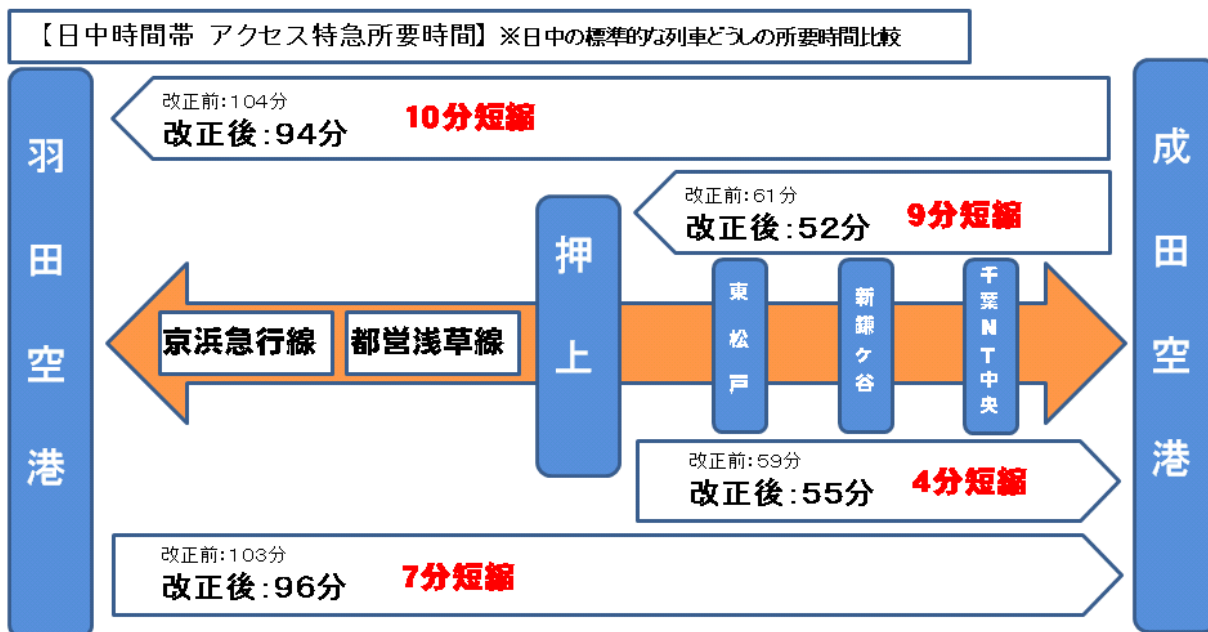 【日中時間帯 アクセス特急所要時間】※日中の標準的な列車どうしの所要時間比較
羽田空港
成田空港
改正前:104分
改正後:94分
10分短縮
改正前:61分
改正後:52分
9分短縮
京浜急行線
都営浅草線
押上
東松戸
新鎌ケ谷
千葉NT中央
改正前:59分
改正後:55分
4分短縮
改正前:103分
改正後:96分
7分短縮